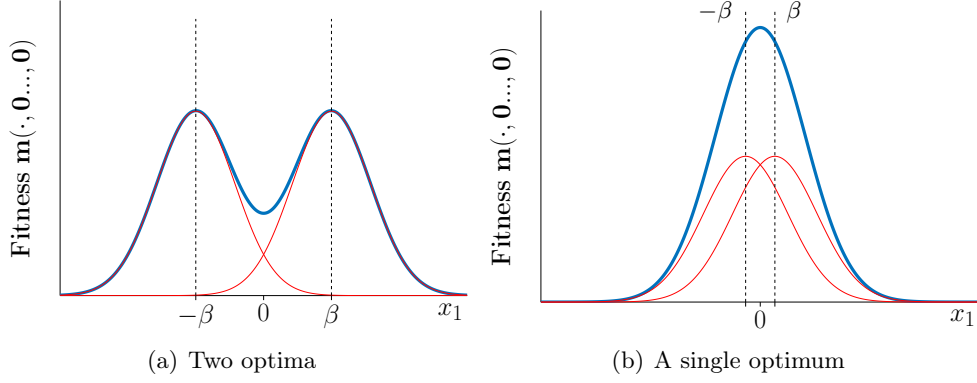 Fitness m(·, 0..., 0)
−β
0
β
x₁
(a) Two optima
Fitness m(·, 0..., 0)
−β
β
0
x₁
(b) A single optimum